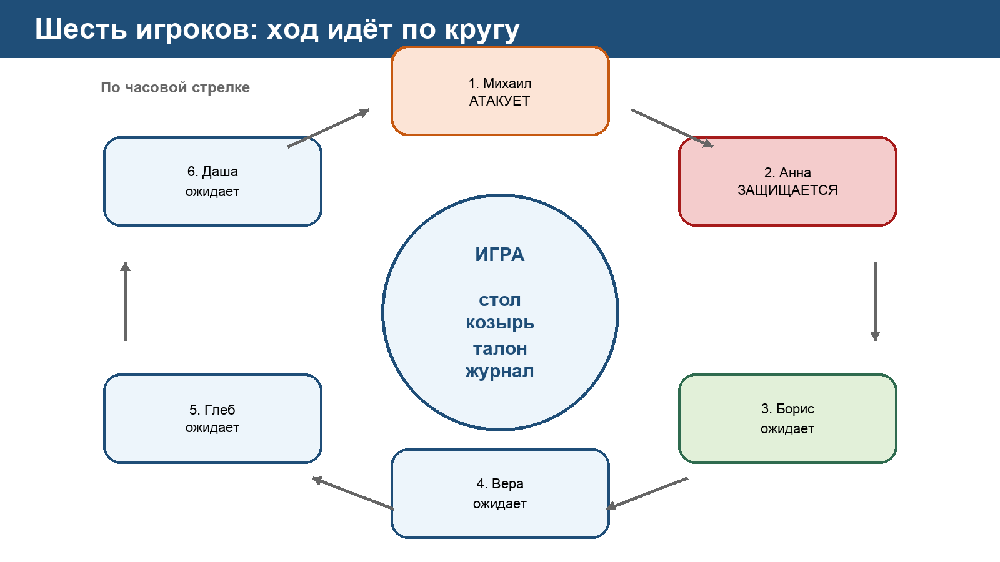 Шесть игроков: ход идёт по кругу
По часовой стрелке
1. Михаил
АТАКУЕТ
2. Анна
ЗАЩИЩАЕТСЯ
3. Борис
ожидает
4. Вера
ожидает
5. Глеб
ожидает
6. Даша
ожидает
ИГРА
стол
козырь
талон
журнал